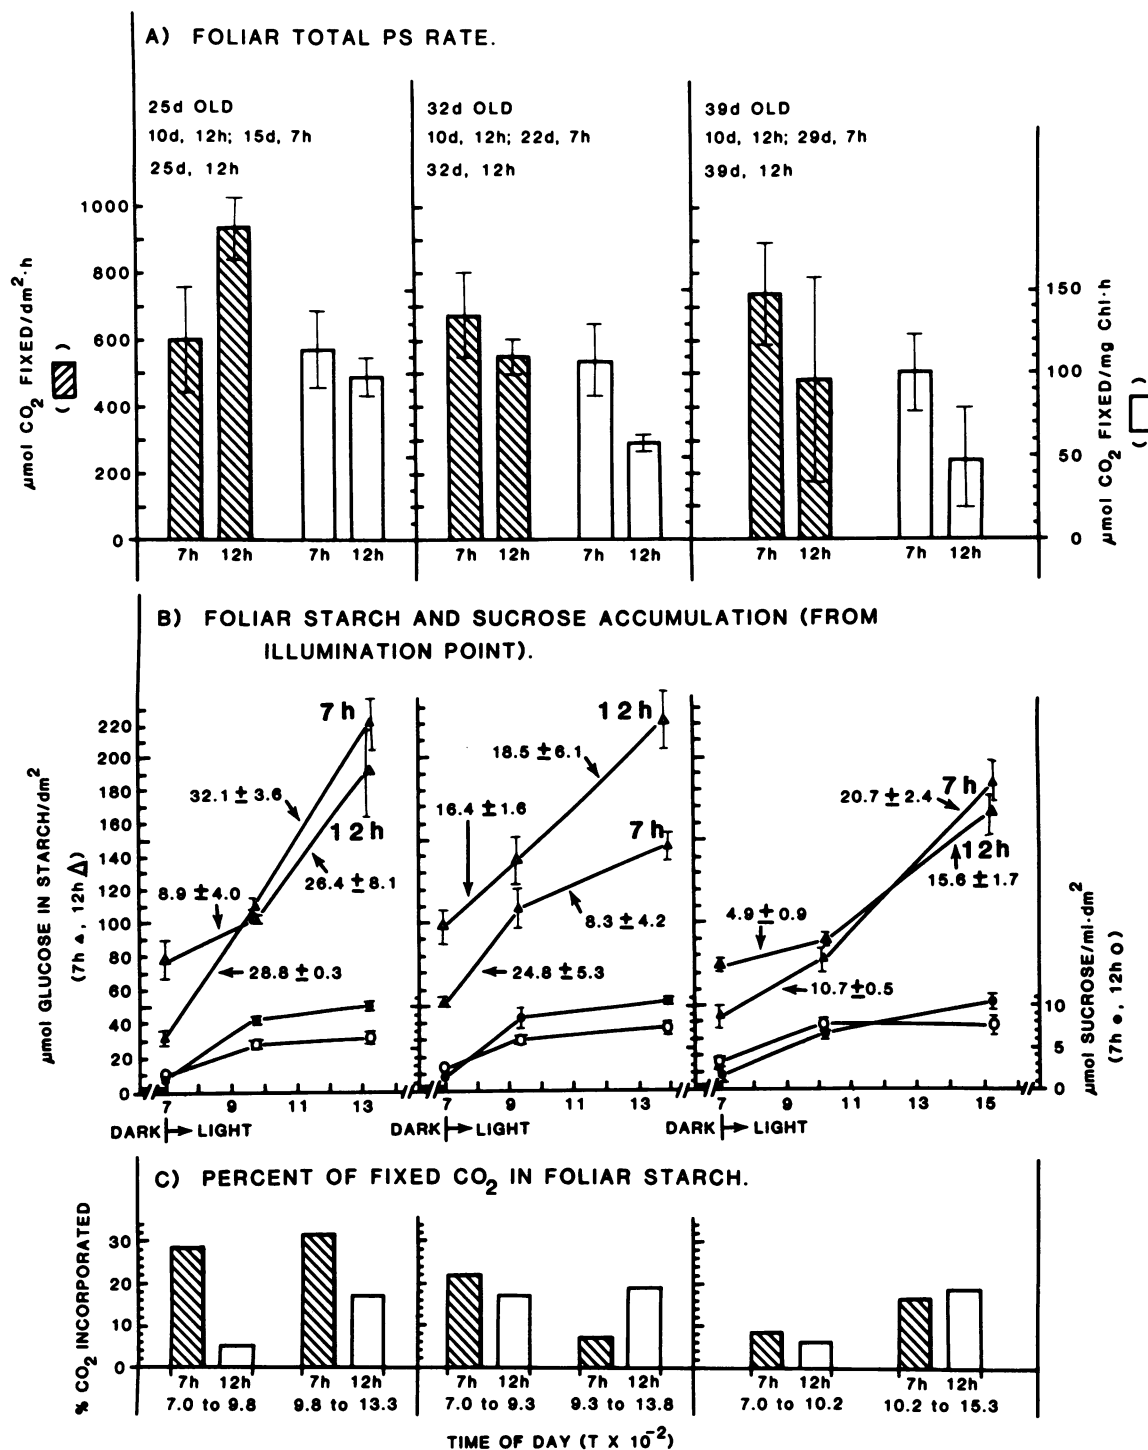 A) FOLIAR TOTAL PS RATE.
25d OLD
10d, 12h; 15d, 7h
25d, 12h
32d OLD
10d, 12h; 22d, 7h
32d, 12h
39d OLD
10d, 12h; 29d, 7h
39d, 12h
µmol CO2 FIXED/dm2·h
( )
1000
800
600
400
200
0
150
100
50
0
µmol CO2 FIXED/mg Chl·h
( )
7h 12h 7h 12h 7h 12h 7h 12h 7h 12h 7h 12h
B) FOLIAR STARCH AND SUCROSE ACCUMULATION (FROM
ILLUMINATION POINT).
µmol GLUCOSE IN STARCH/dm2
(7h ▲, 12h Δ)
220
200
180
160
140
120
100
80
60
40
20
0
7h
32.1 ± 3.6
12h
8.9 ± 4.0
26.4 ± 8.1
28.8 ± 0.3
12h
18.5 ± 6.1
16.4 ± 1.6
7h
8.3 ± 4.2
24.8 ± 5.3
7h
20.7 ± 2.4
12h
15.6 ± 1.7
4.9 ± 0.9
10.7 ± 0.5
10
5
0
µmol SUCROSE/ml·dm2
(7h ●, 12h ○)
7 9 11 13 7 9 11 13 7 9 11 13 15
DARK LIGHT DARK LIGHT DARK LIGHT
C) PERCENT OF FIXED CO2 IN FOLIAR STARCH.
% CO2 INCORPORATED
30
20
10
0
7h 12h 7h 12h 7h 12h 7h 12h 7h 12h 7h 12h
7.0 to 9.8 9.8 to 13.3 7.0 to 9.3 9.3 to 13.8 7.0 to 10.2 10.2 to 15.3
TIME OF DAY (T X 10-2)